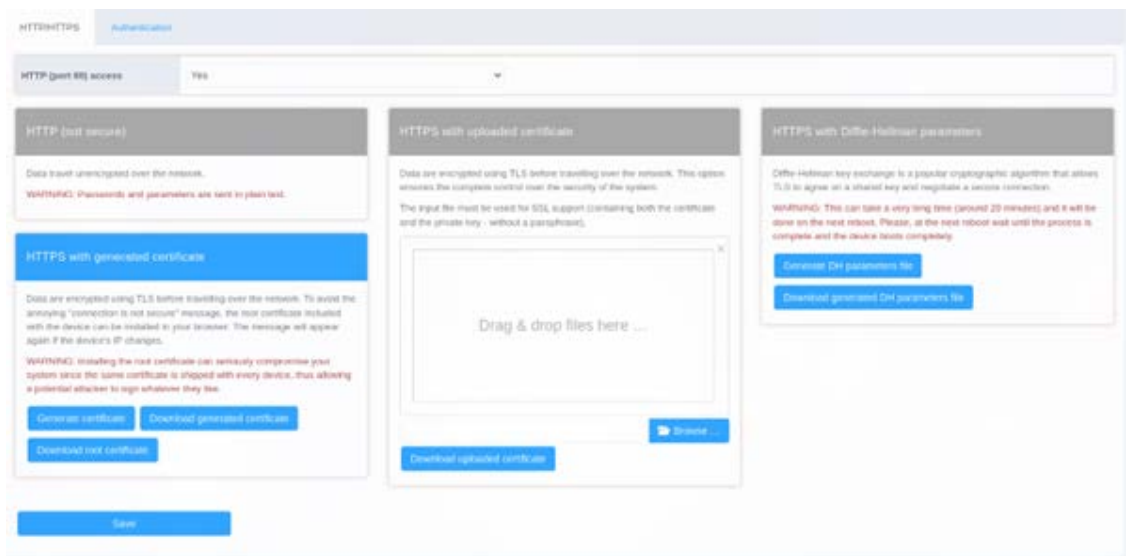 HTTP/HTTPS
Authentication
HTTP (port 80) access
Yes
HTTP (not secure)
Data travel unencrypted over the network.
WARNING: Passwords and parameters are sent in plain text.
HTTPS with generated certificate
Data are encrypted using TLS before travelling over the network. To avoid the
annoying "connection is not secure" message, the root certificate included
with the device can be installed in your browser. The message will appear
again if the device's IP changes.
WARNING: Installing the root certificate can seriously compromise your
system since the same certificate is shipped with every device, thus allowing
a potential attacker to sign whatever they like.
Generate certificate
Download generated certificate
Download root certificate
HTTPS with uploaded certificate
Data are encrypted using TLS before travelling over the network. This option
ensures the complete control over the security of the system.
The input file must be used for SSL support (containing both the certificate
and the private key - without a passphrase).
×
Drag & drop files here ...
Browse ...
Download uploaded certificate
HTTPS with Diffie-Hellman parameters
Diffie-Hellman key exchange is a popular cryptographic algorithm that allows
TLS to agree on a shared key and negotiate a secure connection.
WARNING: This can take a very long time (around 20 minutes) and it will be
done on the next reboot. Please, at the next reboot wait until the process is
complete and the device boots completely.
Generate DH parameters file
Download generated DH parameters file
Save